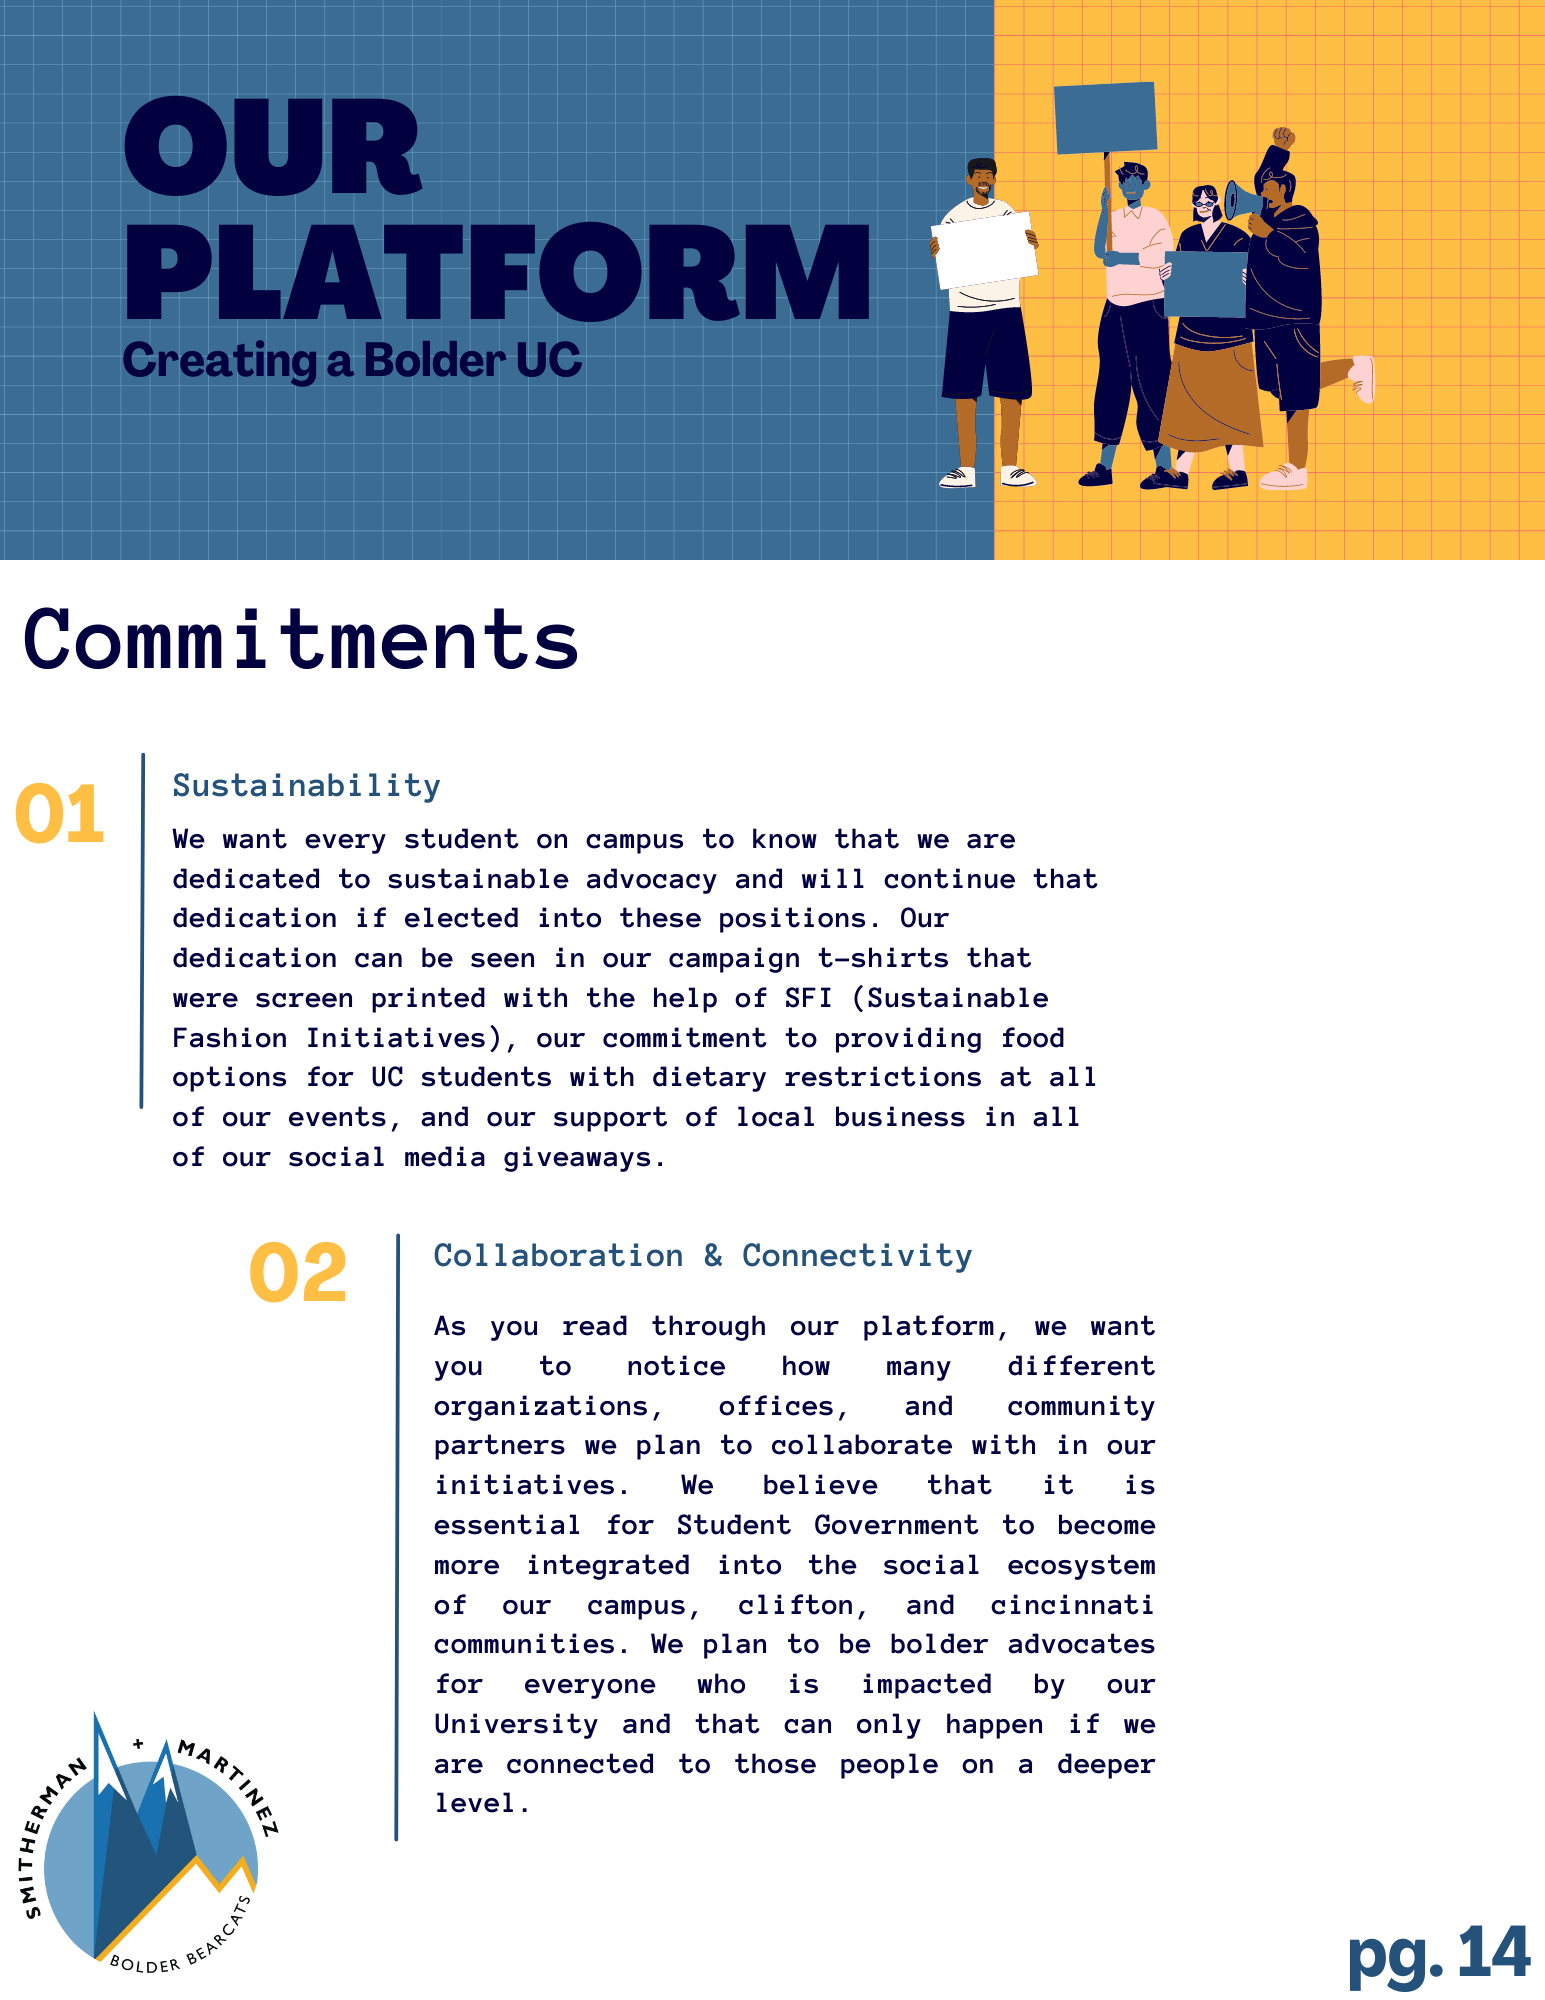 OUR
PLATFORM
Creating a Bolder UC
Commitments
01
Sustainability
We want every student on campus to know that we are
dedicated to sustainable advocacy and will continue that
dedication if elected into these positions. Our
dedication can be seen in our campaign t-shirts that
were screen printed with the help of SFI (Sustainable
Fashion Initiatives), our commitment to providing food
options for UC students with dietary restrictions at all
of our events, and our support of local business in all
of our social media giveaways.
02
Collaboration & Connectivity
As you read through our platform, we want
you to notice how many different
organizations, offices, and community
partners we plan to collaborate with in our
initiatives. We believe that it is
essential for Student Government to become
more integrated into the social ecosystem
of our campus, clifton, and cincinnati
communities. We plan to be bolder advocates
for everyone who is impacted by our
University and that can only happen if we
are connected to those people on a deeper
level.
SMITHERMAN + MARTINEZ
BOLDER BEARCATS
pg. 14